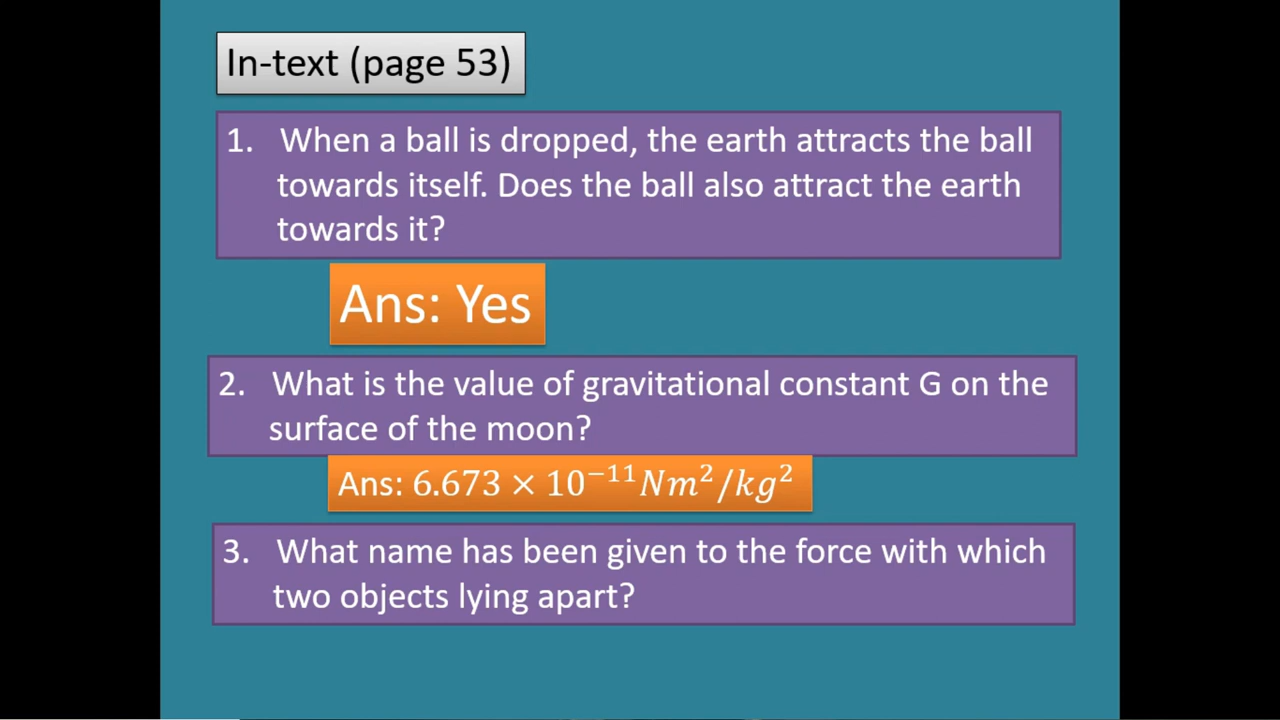 In-text (page 53)
1. When a ball is dropped, the earth attracts the ball
towards itself. Does the ball also attract the earth
towards it?
Ans: Yes
2. What is the value of gravitational constant G on the
surface of the moon?
Ans: 6.673 × 10⁻¹¹Nm²/kg²
3. What name has been given to the force with which
two objects lying apart?